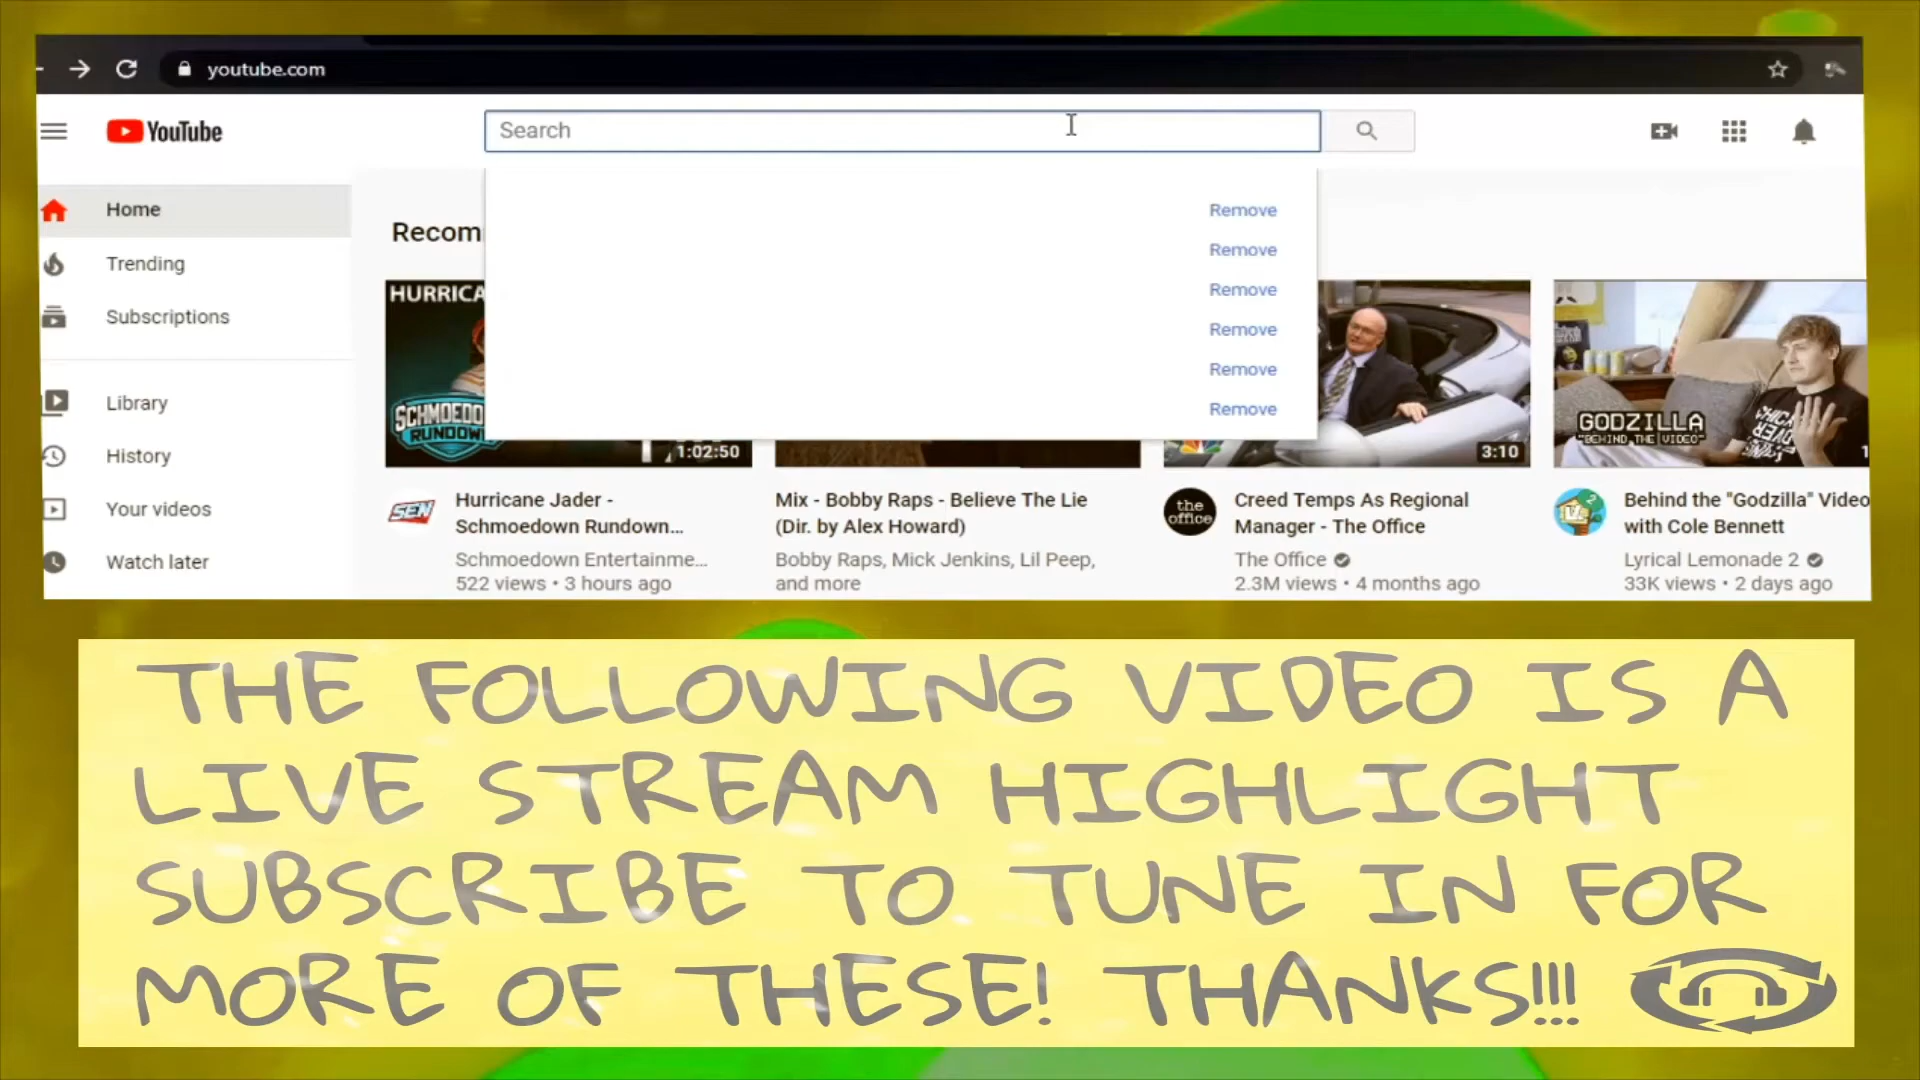 youtube.com
YouTube
Search
Home
Remove
Recom
Remove
Trending
Remove
HURRICA
Subscriptions
Remove
Remove
Library
Remove
SCHMOEDO
RUNDOWN
GODZILLA
"BEHIND THE VIDEO"
1:02:50
3:10
1
History
Hurricane Jader -
Schmoedown Rundown...
Schmoedown Entertainme...
522 views • 3 hours ago
SEN
Mix - Bobby Raps - Believe The Lie
(Dir. by Alex Howard)
Bobby Raps, Mick Jenkins, Lil Peep,
and more
the
office
Creed Temps As Regional
Manager - The Office
The Office
2.3M views • 4 months ago
Behind the "Godzilla" Video
with Cole Bennett
Lyrical Lemonade 2
33K views • 2 days ago
Your videos
Watch later
THE FOLLOWING VIDEO IS A
LIVE STREAM HIGHLIGHT
SUBSCRIBE TO TUNE IN FOR
MORE OF THESE! THANKS!!!